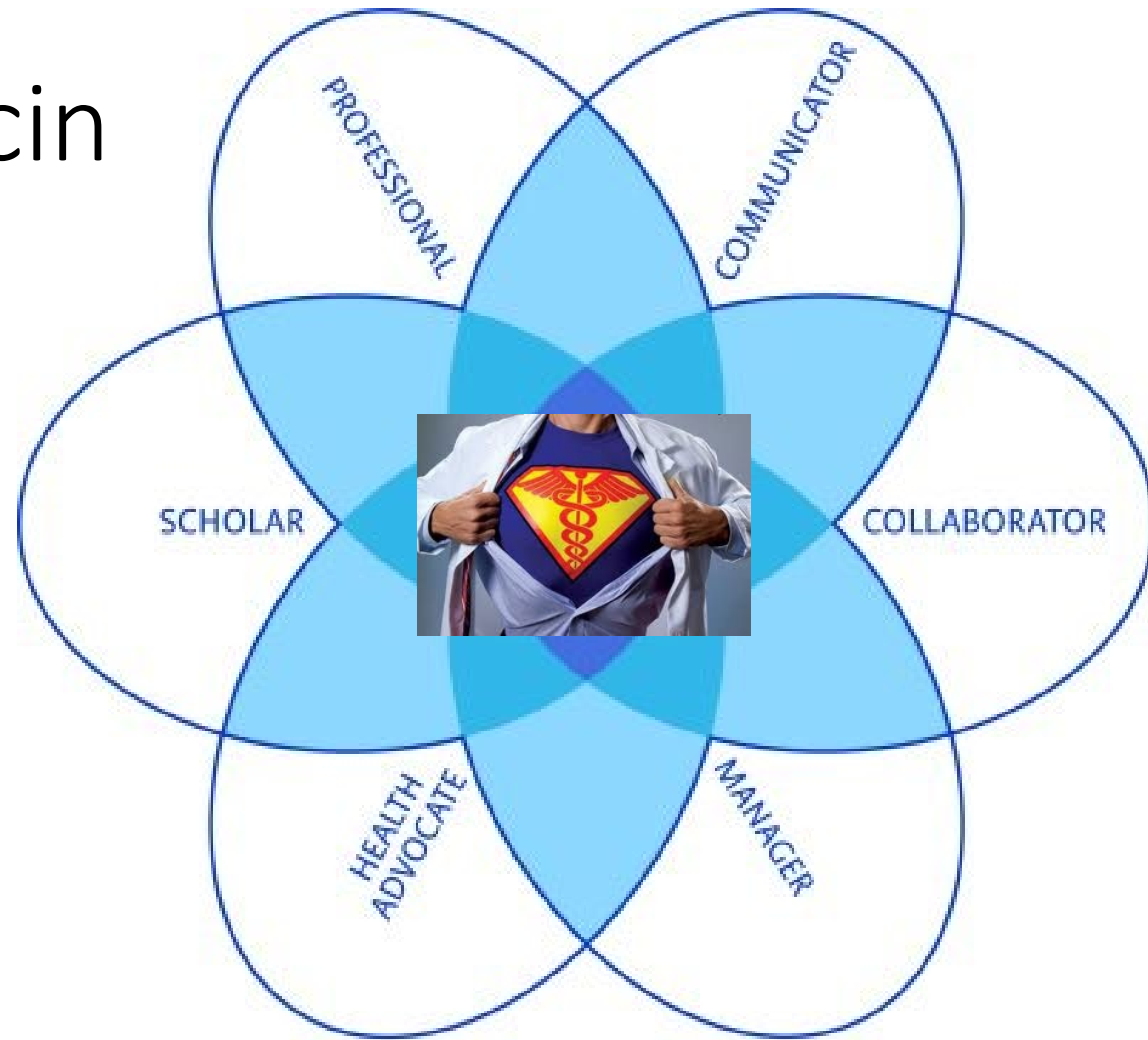 cin
PROFESSIONAL
COMMUNICATOR
SCHOLAR
COLLABORATOR
HEALTH
ADVOCATE
MANAGER